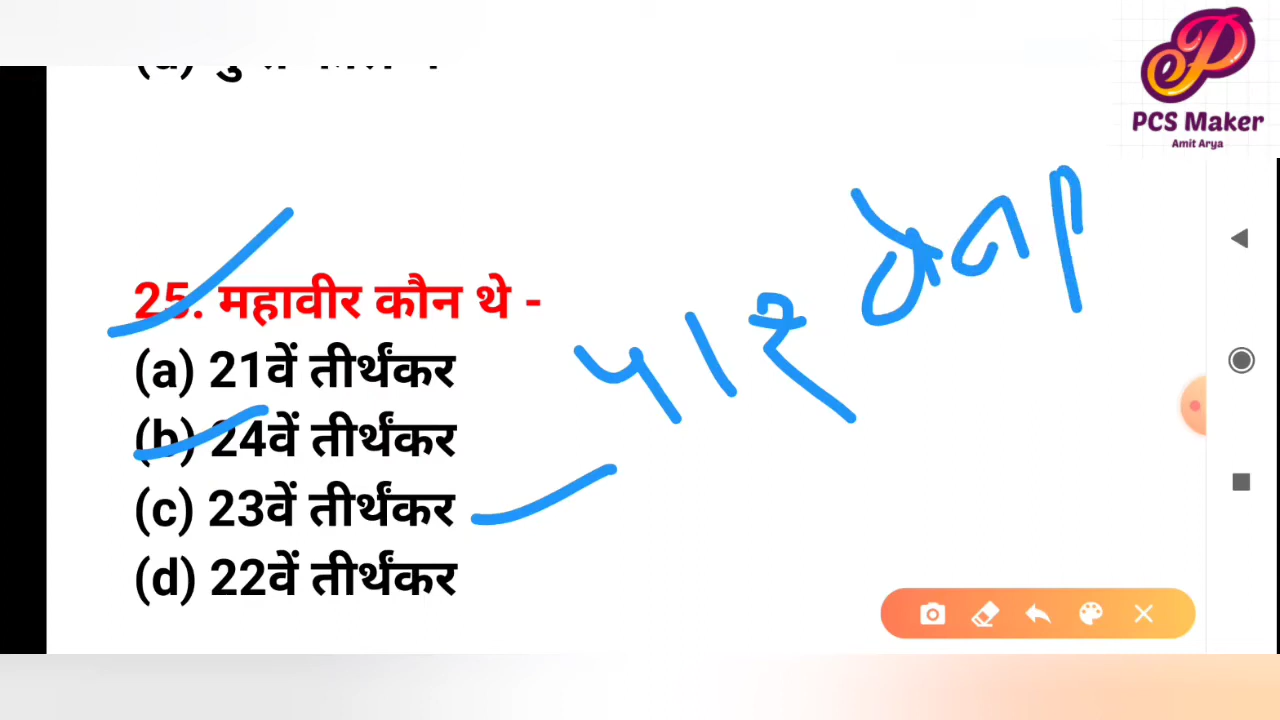 PCS Maker
Amit Arya
25. महावीर कौन थे -
(a) 21वें तीर्थंकर
(b) 24वें तीर्थंकर
(c) 23वें तीर्थंकर
(d) 22वें तीर्थंकर